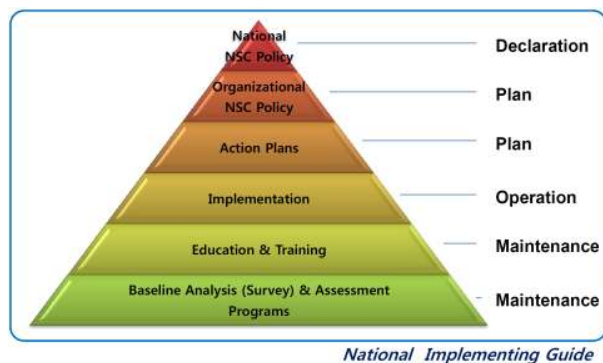 National
NSC Policy
Declaration
Organizational
NSC Policy
Plan
Action Plans
Plan
Implementation
Operation
Education & Training
Maintenance
Baseline Analysis (Survey) & Assessment
Programs
Maintenance
National Implementing Guide